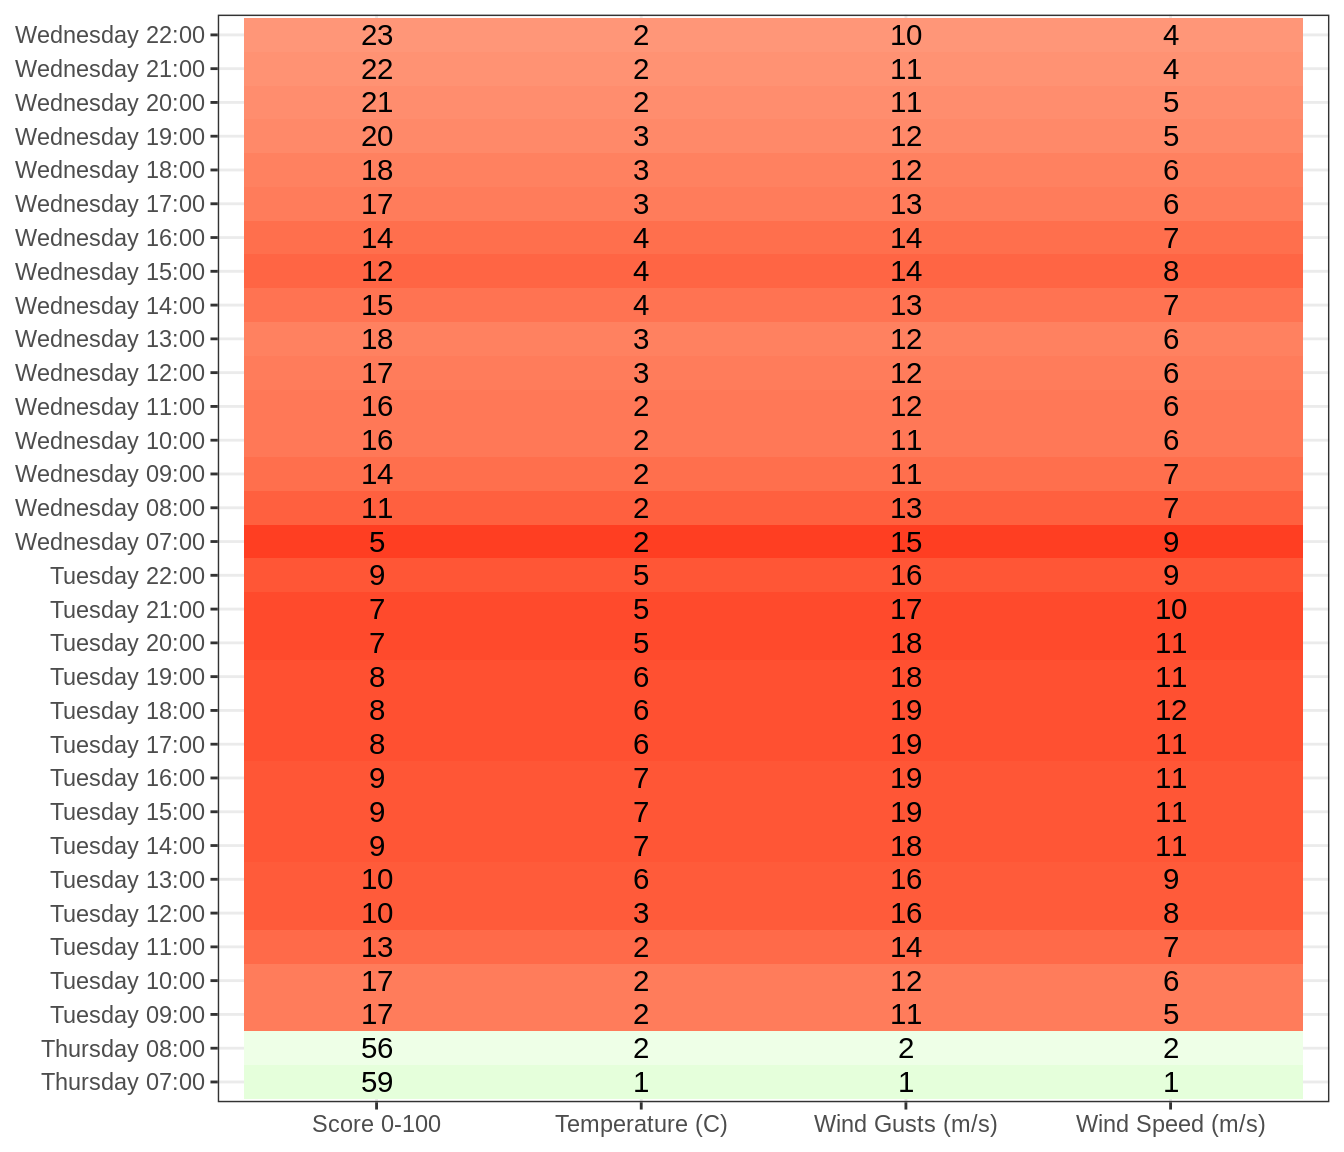 Wednesday 22:00 23 2 10 4
Wednesday 21:00 22 2 11 4
Wednesday 20:00 21 2 11 5
Wednesday 19:00 20 3 12 5
Wednesday 18:00 18 3 12 6
Wednesday 17:00 17 3 13 6
Wednesday 16:00 14 4 14 7
Wednesday 15:00 12 4 14 8
Wednesday 14:00 15 4 13 7
Wednesday 13:00 18 3 12 6
Wednesday 12:00 17 3 12 6
Wednesday 11:00 16 2 12 6
Wednesday 10:00 16 2 11 6
Wednesday 09:00 14 2 11 7
Wednesday 08:00 11 2 13 7
Wednesday 07:00 5 2 15 9
Tuesday 22:00 9 5 16 9
Tuesday 21:00 7 5 17 10
Tuesday 20:00 7 5 18 11
Tuesday 19:00 8 6 18 11
Tuesday 18:00 8 6 19 12
Tuesday 17:00 8 6 19 11
Tuesday 16:00 9 7 19 11
Tuesday 15:00 9 7 19 11
Tuesday 14:00 9 7 18 11
Tuesday 13:00 10 6 16 9
Tuesday 12:00 10 3 16 8
Tuesday 11:00 13 2 14 7
Tuesday 10:00 17 2 12 6
Tuesday 09:00 17 2 11 5
Thursday 08:00 56 2 2 2
Thursday 07:00 59 1 1 1
Score 0-100 Temperature (C) Wind Gusts (m/s) Wind Speed (m/s)